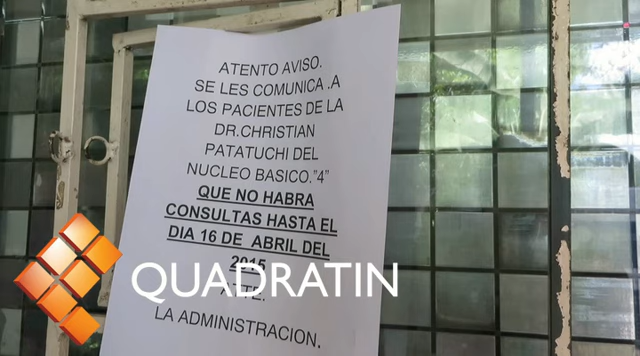 ATENTO AVISO.
SE LES COMUNICA .A
LOS PACIENTES DE LA
DR.CHRISTIAN
PATATUCHI DEL
NUCLEO BASICO."4"
QUE NO HABRA
CONSULTAS HASTA EL
DIA 16 DE ABRIL DEL
2015
ATTE.
LA ADMINISTRACION.
QUADRATIN